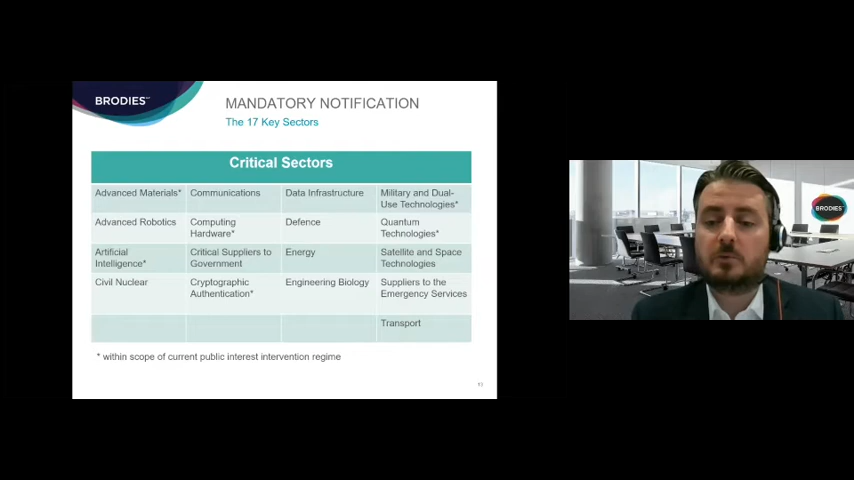 BRODIES LLP
MANDATORY NOTIFICATION
The 17 Key Sectors
Critical Sectors
Advanced Materials*
Communications
Data Infrastructure
Military and Dual-
Use Technologies*
Advanced Robotics
Computing
Hardware*
Defence
Quantum
Technologies*
Artificial
Intelligence*
Critical Suppliers to
Government
Energy
Satellite and Space
Technologies
Civil Nuclear
Cryptographic
Authentication*
Engineering Biology
Suppliers to the
Emergency Services
Transport
* within scope of current public interest intervention regime
BRODIES